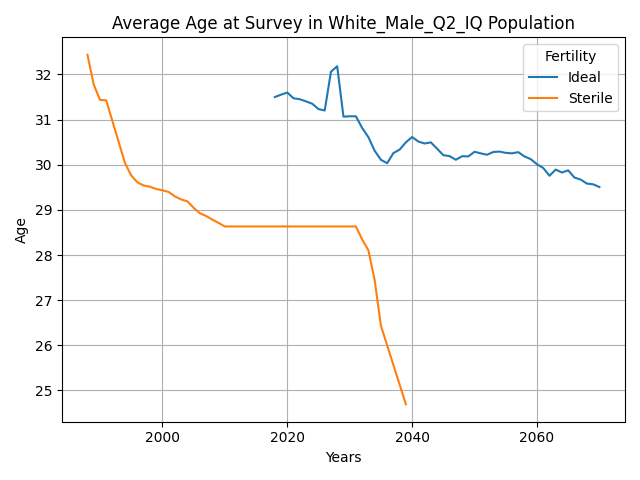 Average Age at Survey in White_Male_Q2_IQ Population
Fertility
Ideal
Sterile
32
31
30
29
28
27
26
25
Age
2000
2020
2040
2060
Years